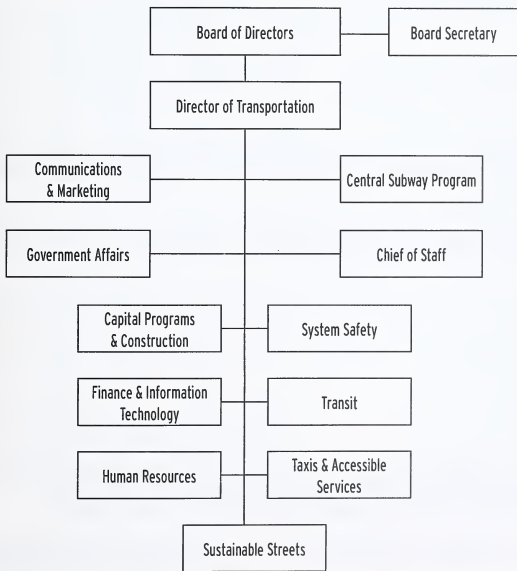 Board of Directors
Board Secretary
Director of Transportation
Communications
& Marketing
Central Subway Program
Government Affairs
Chief of Staff
Capital Programs
& Construction
System Safety
Finance & Information
Technology
Transit
Human Resources
Taxis & Accessible
Services
Sustainable Streets